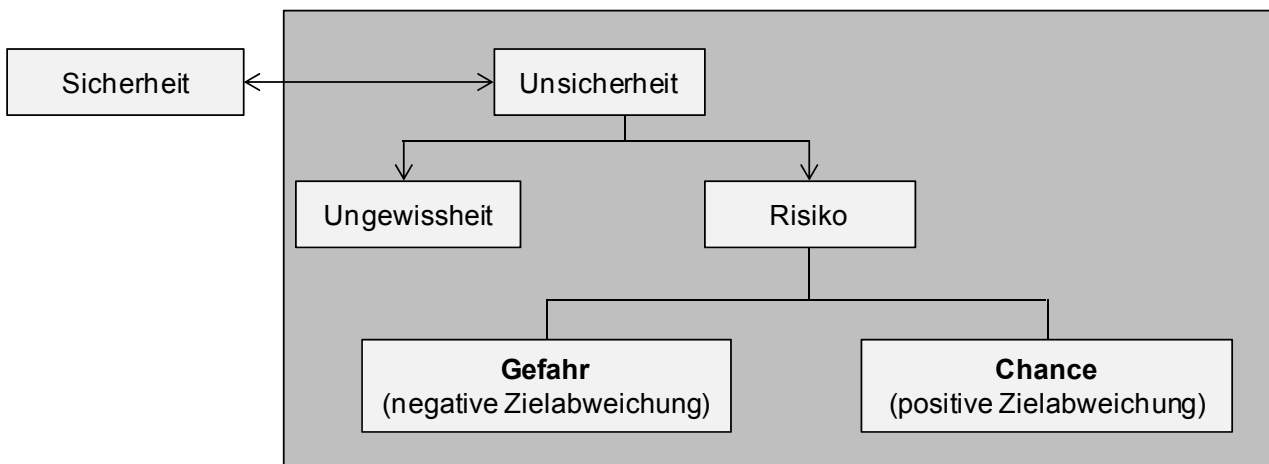 Sicherheit
Unsicherheit
Ungewissheit
Risiko
Gefahr
(negative Zielabweichung)
Chance
(positive Zielabweichung)